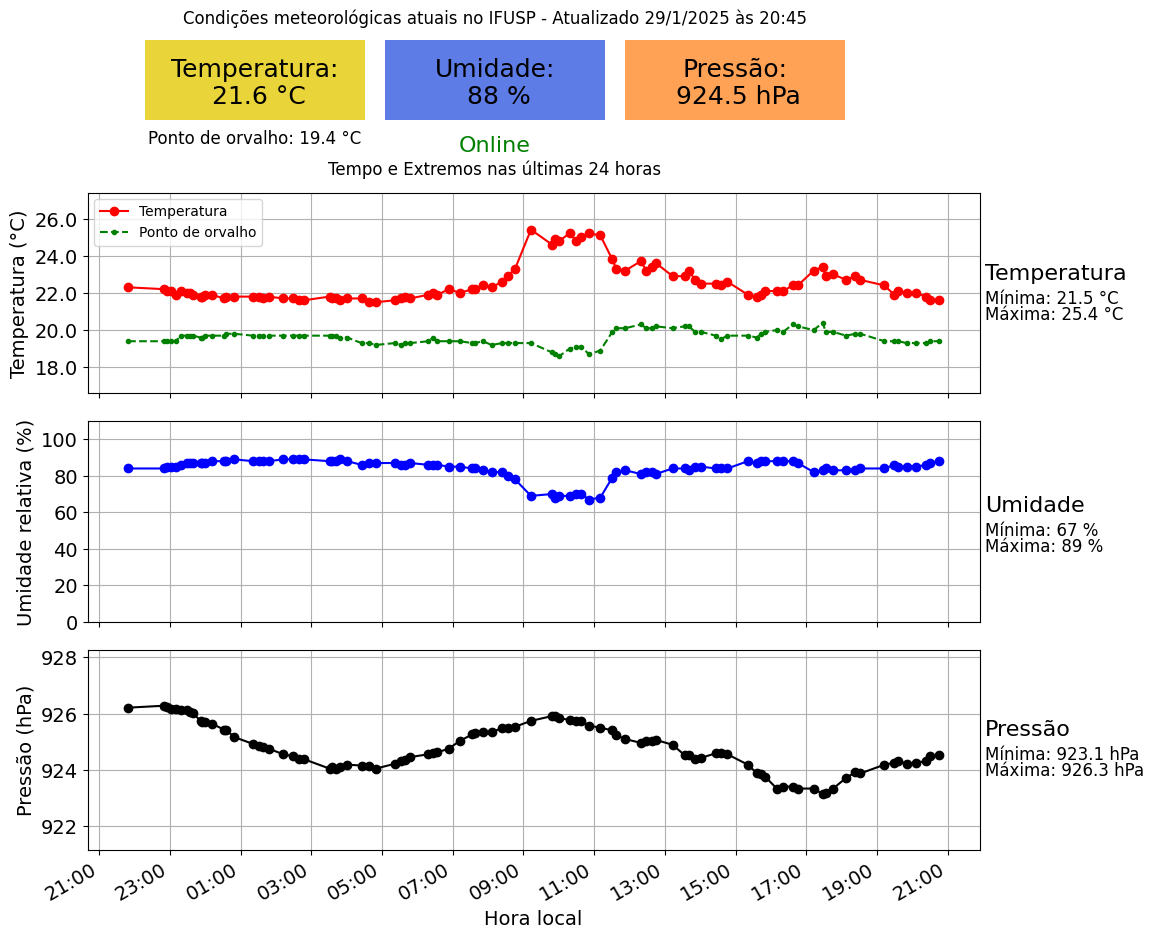 Condições meteorológicas atuais no IFUSP - Atualizado 29/1/2025 às 20:45
Temperatura:
21.6 °C
Umidade:
88 %
Pressão:
924.5 hPa
Ponto de orvalho: 19.4 °C
Online
Tempo e Extremos nas últimas 24 horas
Temperatura (°C)
26.0
24.0
22.0
20.0
18.0
Temperatura
Ponto de orvalho
Temperatura
Mínima: 21.5 °C
Máxima: 25.4 °C
Umidade relativa (%)
100
80
60
40
20
0
Umidade
Mínima: 67 %
Máxima: 89 %
Pressão (hPa)
928
926
924
922
Pressão
Mínima: 923.1 hPa
Máxima: 926.3 hPa
21:00 23:00 01:00 03:00 05:00 07:00 09:00 11:00 13:00 15:00 17:00 19:00 21:00
Hora local